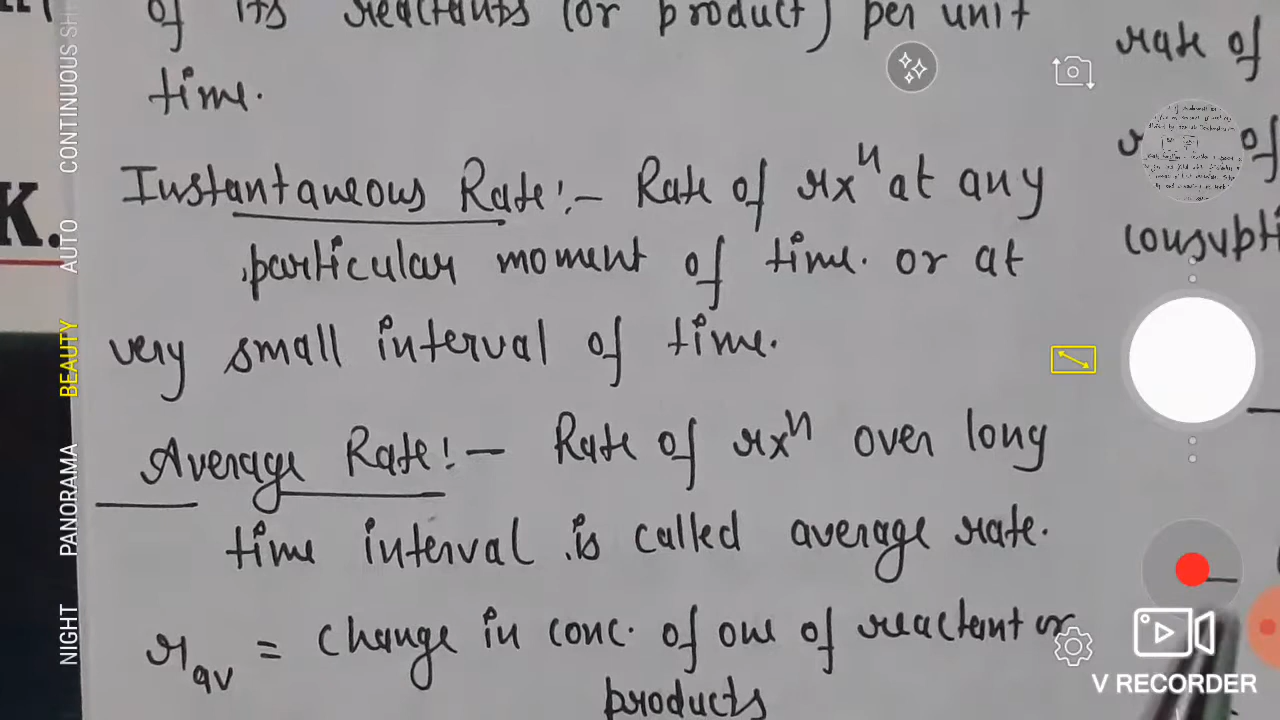 of its reactants (or product) per unit
time.
Instantaneous Rate:- Rate of rxn at any
particular moment of time. or at
very small interval of time.
Average Rate:- Rate of rxn over long
time interval is called average rate.
rav = change in conc. of one of reactant or
products
rate of
of
K.
NIGHT PANORAMA BEAUTY AUTO CONTINUOUS SH
V RECORDER